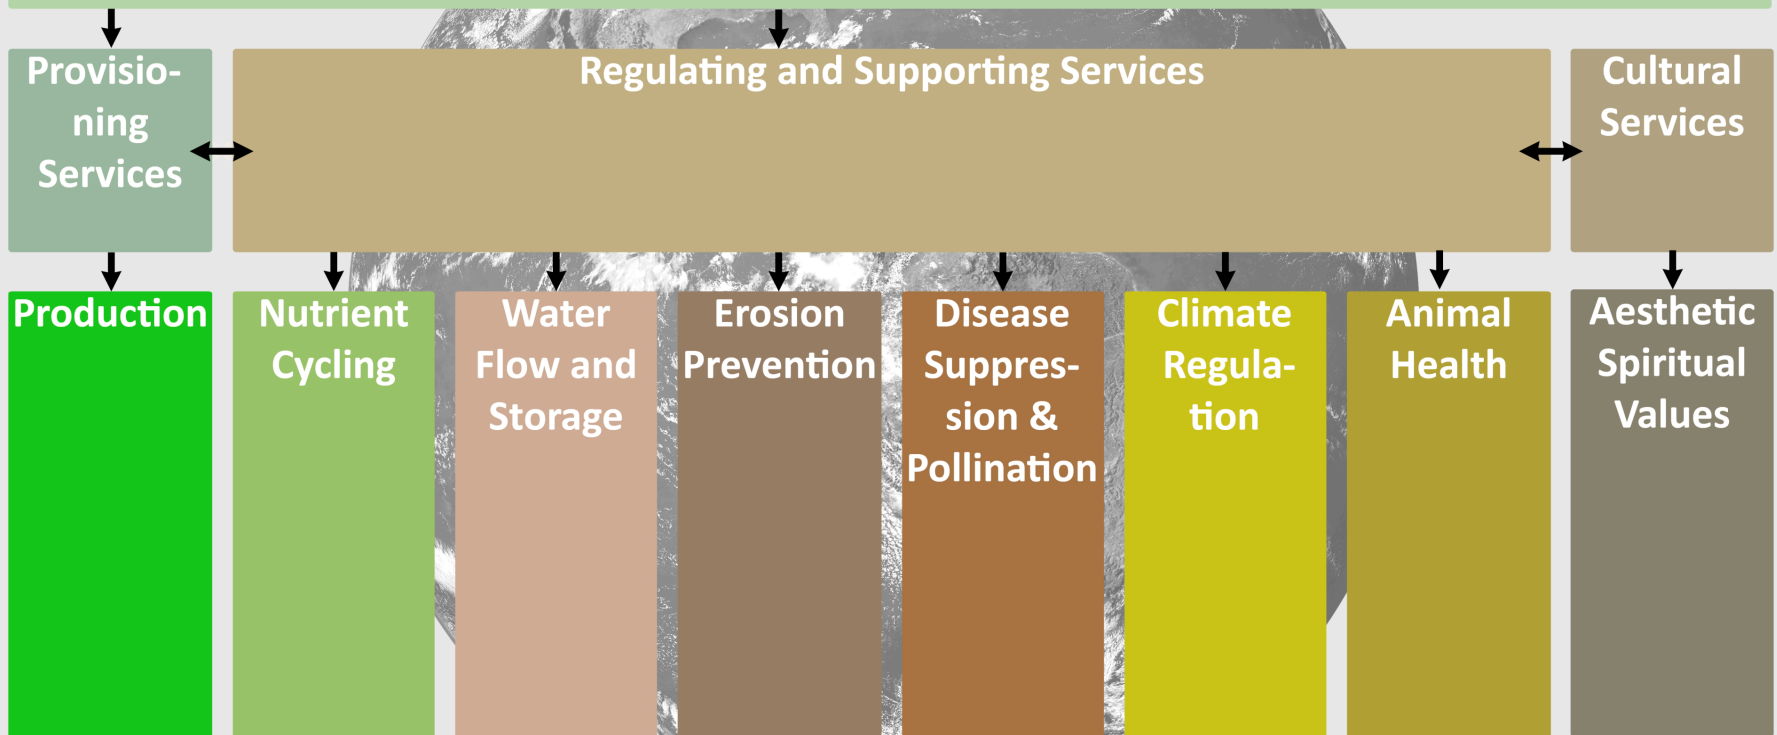 Provisio-
ning
Services
Regulating and Supporting Services
Cultural
Services
Production
Nutrient
Cycling
Water
Flow and
Storage
Erosion
Prevention
Disease
Suppres-
sion &
Pollination
Climate
Regula-
tion
Animal
Health
Aesthetic
Spiritual
Values